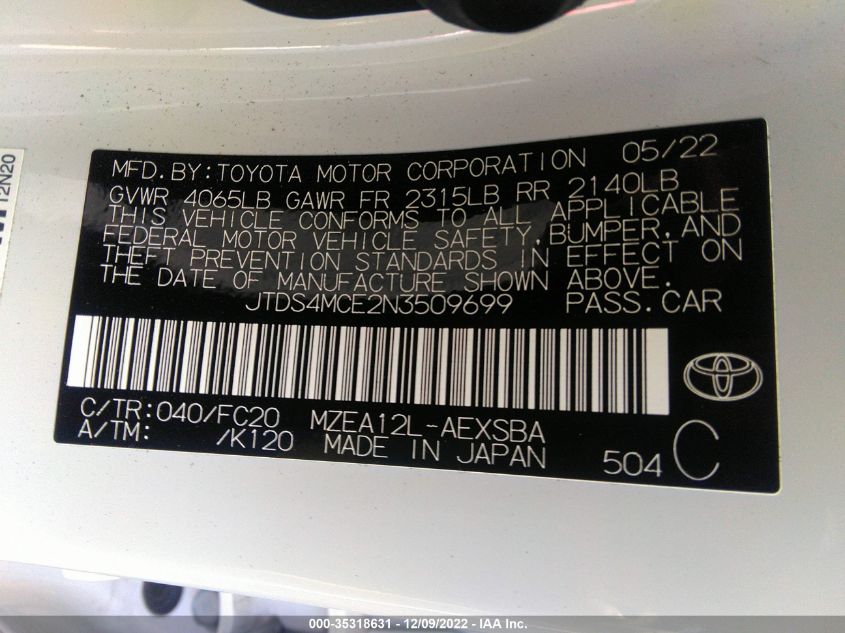 12N20
MFD.BY:TOYOTA MOTOR CORPORATION 05/22
GVWR 4065LB GAWR FR 2315LB RR 2140LB
THIS VEHICLE CONFORMS TO ALL APPLICABLE
FEDERAL MOTOR VEHICLE SAFETY,BUMPER,AND
THEFT PREVENTION STANDARDS IN EFFECT ON
THE DATE OF MANUFACTURE SHOWN ABOVE.
JTDS4MCE2N3509699 PASS.CAR
C/TR:040/FC20 MZEA12L-AEXSBA
A/TM: /K120 MADE IN JAPAN 504 C
000-35318631 - 12/09/2022 - IAA Inc.